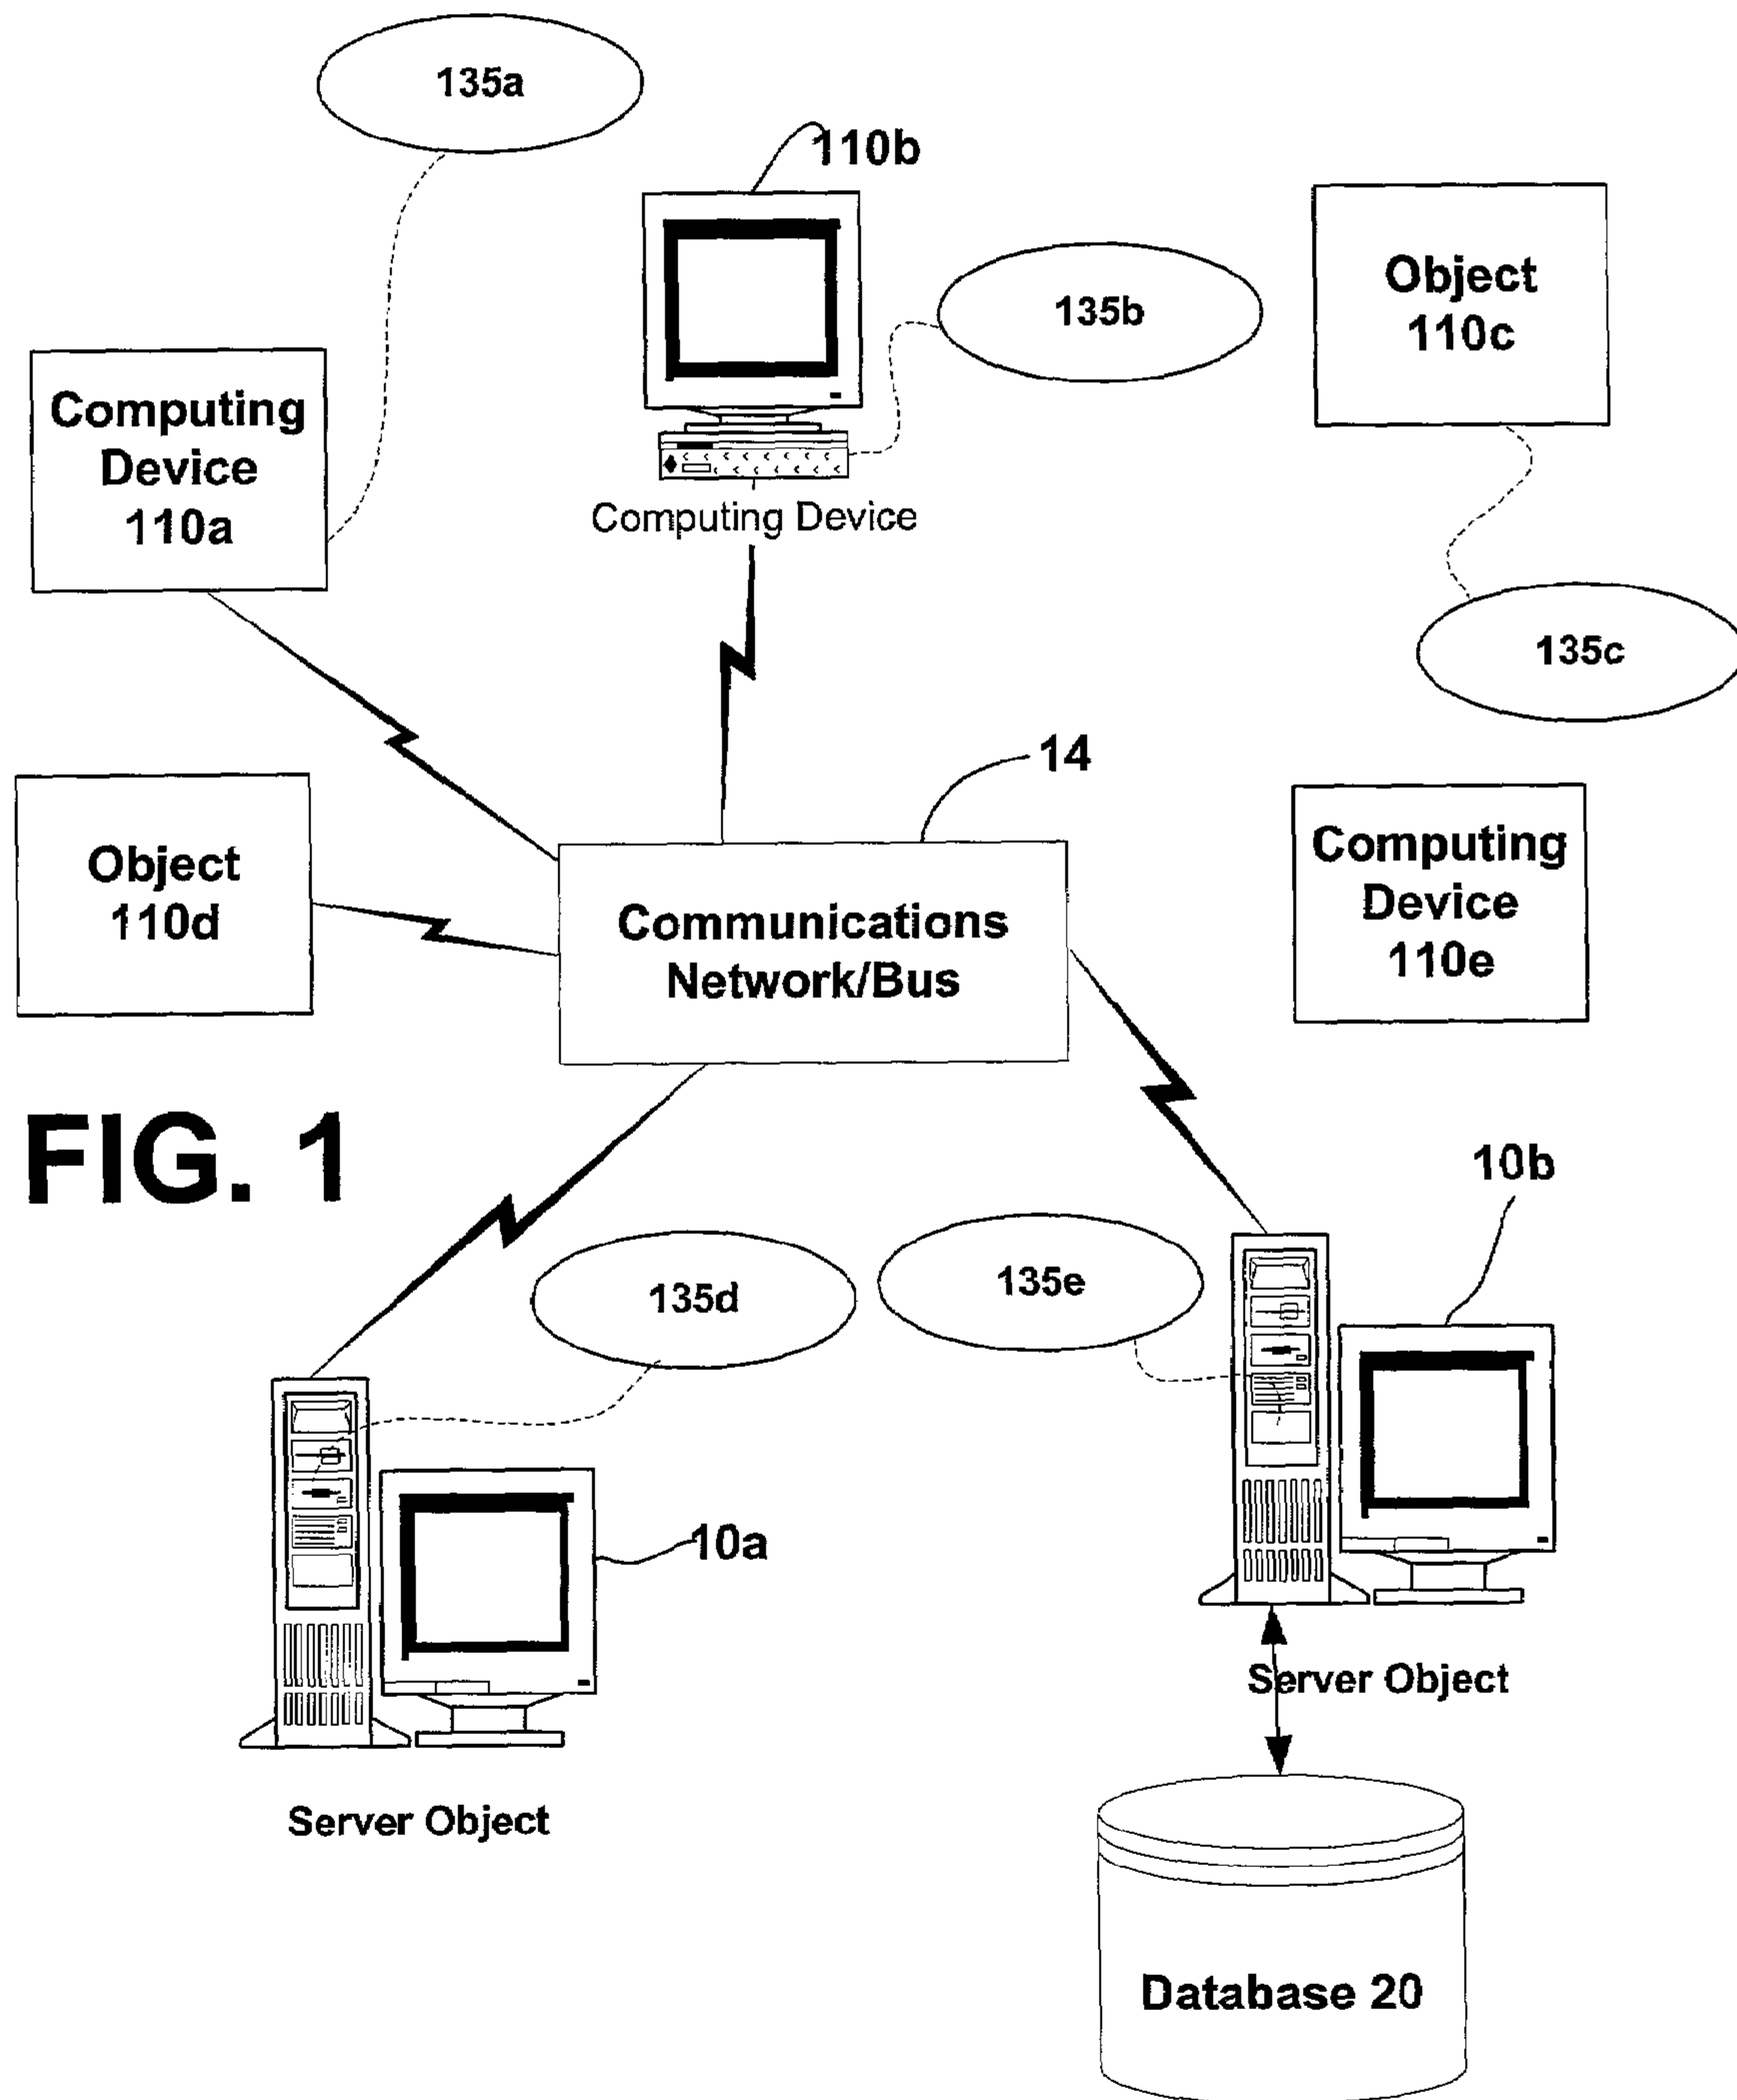 135a
110b
135b
Object
110c
Computing
Device
110a
Computing Device
135c
14
Object
110d
Communications
Network/Bus
Computing
Device
110e
FIG. 1
10b
135d
135e
10a
Server Object
Server Object
Database 20